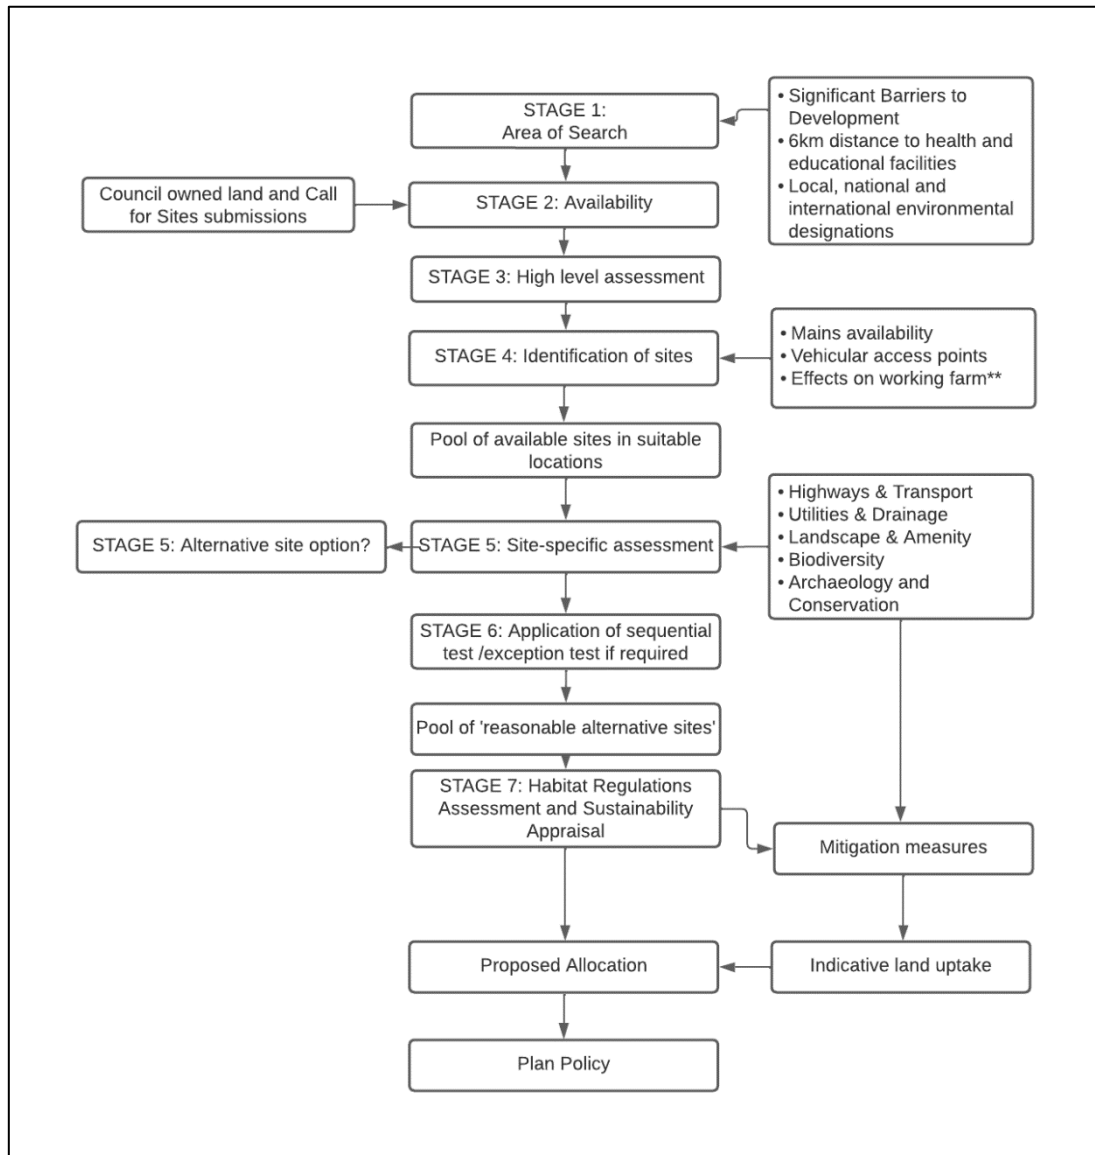 STAGE 1:
Area of Search
• Significant Barriers to
Development
• 6km distance to health and
educational facilities
• Local, national and
international environmental
designations
Council owned land and Call
for Sites submissions
STAGE 2: Availability
STAGE 3: High level assessment
STAGE 4: Identification of sites
• Mains availability
• Vehicular access points
• Effects on working farm**
Pool of available sites in suitable
locations
STAGE 5: Alternative site option?
STAGE 5: Site-specific assessment
• Highways & Transport
• Utilities & Drainage
• Landscape & Amenity
• Biodiversity
• Archaeology and
Conservation
STAGE 6: Application of sequential
test /exception test if required
Pool of 'reasonable alternative sites'
STAGE 7: Habitat Regulations
Assessment and Sustainability
Appraisal
Mitigation measures
Proposed Allocation
Indicative land uptake
Plan Policy